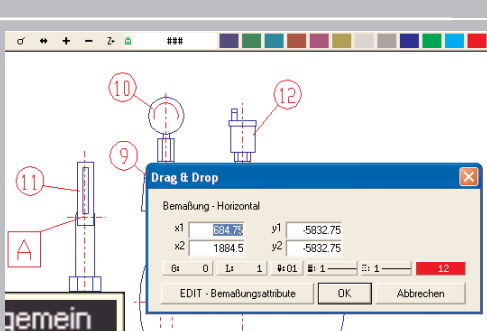 Z+ ###
10
12
9
11
A
Drag & Drop
Bemaßung - Horizontal
x1 684.75 y1 -5832.75
x2 1884.5 y2 -5832.75
0 L: 1 01 1 1 12
EDIT - Bemaßungsattribute OK Abbrechen
gemein